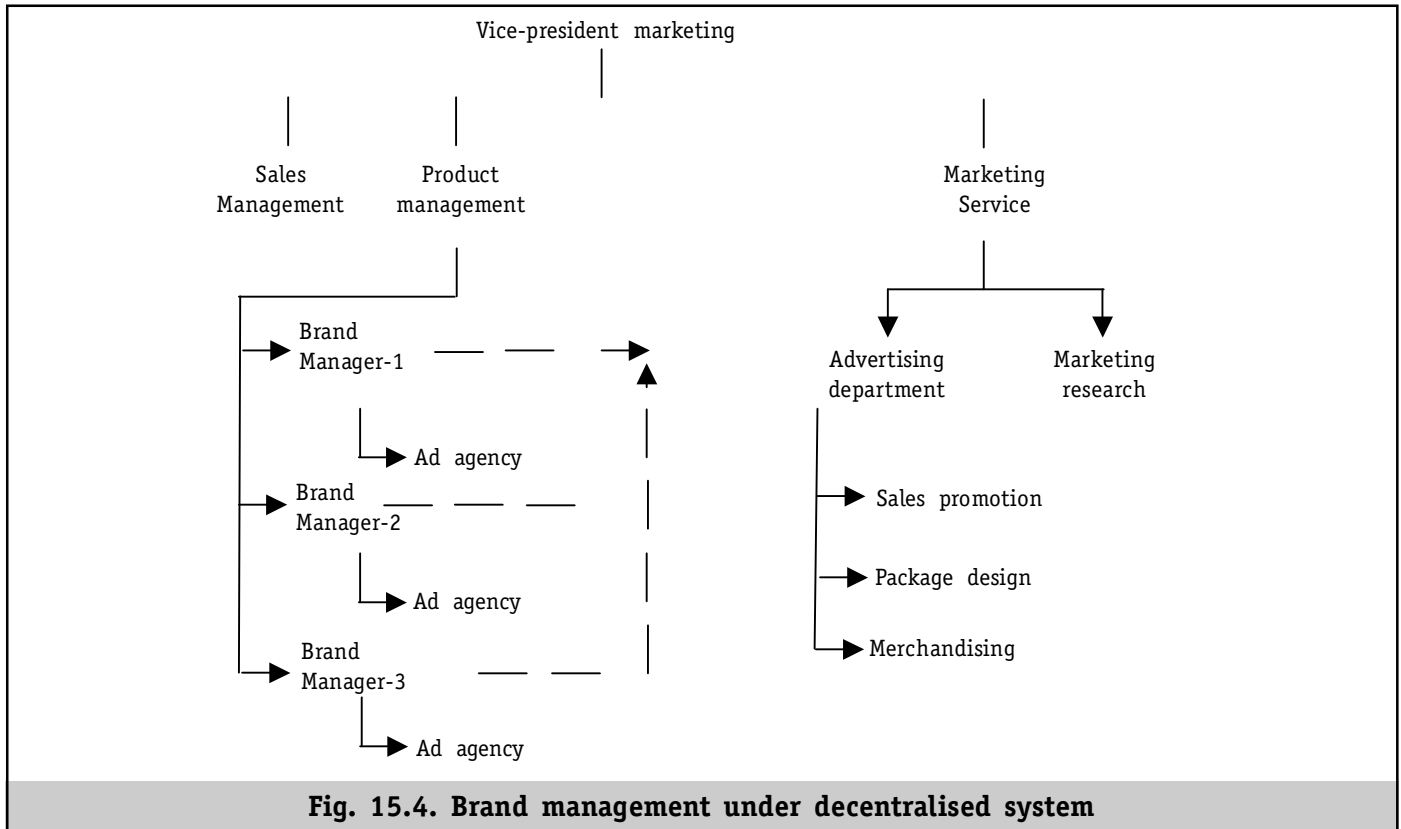 Vice-president marketing
Sales
Management
Product
management
Marketing
Service
Brand
Manager-1
Ad agency
Brand
Manager-2
Ad agency
Brand
Manager-3
Ad agency
Advertising
department
Marketing
research
Sales promotion
Package design
Merchandising
Fig. 15.4. Brand management under decentralised system